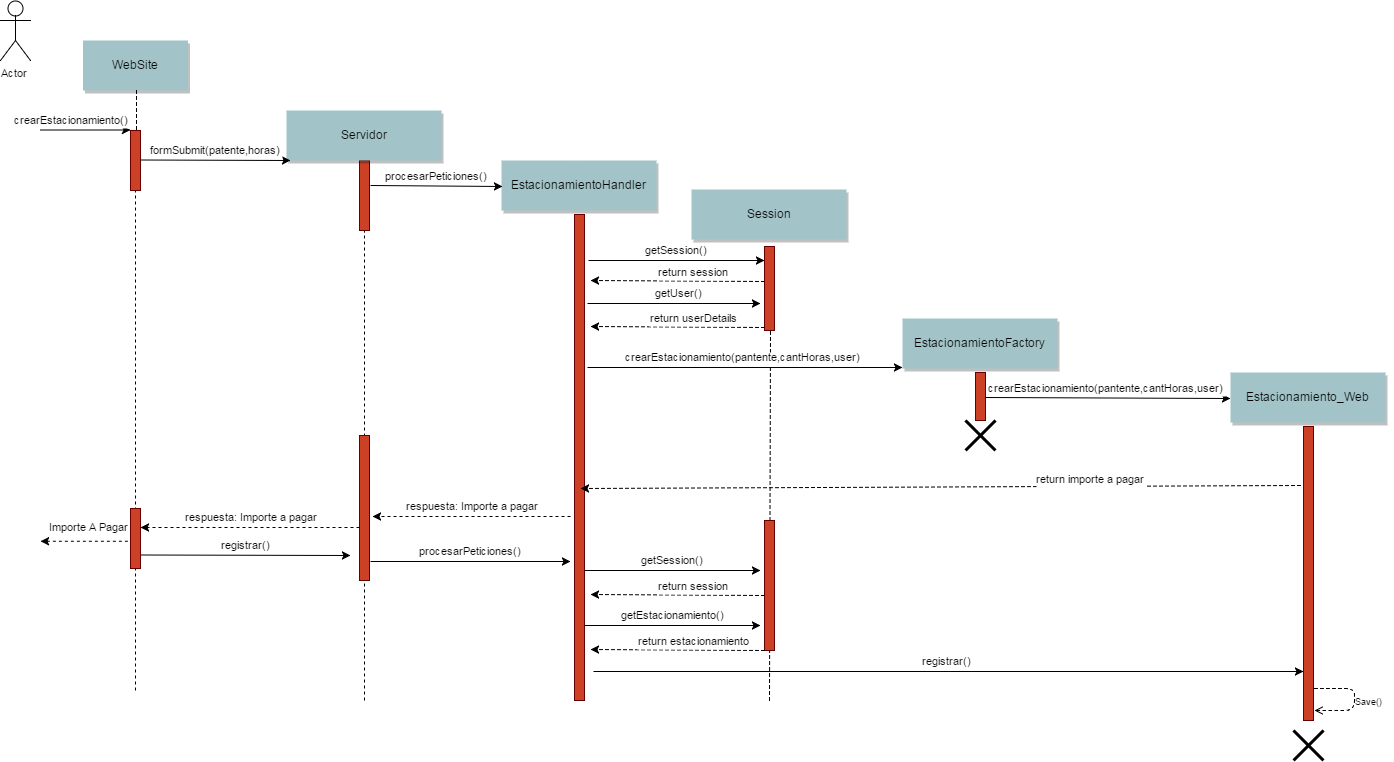 Actor
WebSite
crearEstacionamiento()
Servidor
formSubmit(patente,horas)
procesarPeticiones()
EstacionamientoHandler
Session
getSession()
return session
getUser()
return userDetails
EstacionamientoFactory
crearEstacionamiento(pantente,cantHoras,user)
crearEstacionamiento(pantente,cantHoras,user)
Estacionamiento_Web
return importe a pagar
respuesta: Importe a pagar
respuesta: Importe a pagar
Importe A Pagar
registrar()
procesarPeticiones()
getSession()
return session
getEstacionamiento()
return estacionamiento
registrar()
Save()